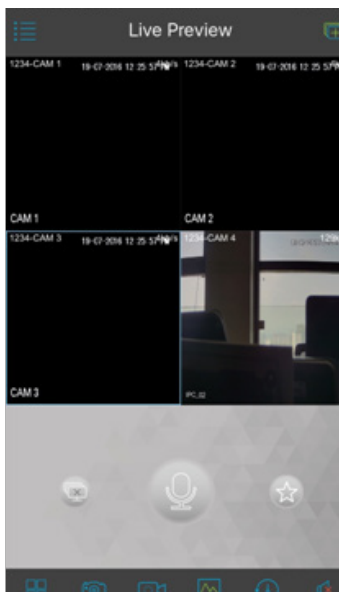 Live Preview
1234-CAM 1
19-07-2016 12 25 57
1234-CAM 2
19-07-2016 12 25 57
CAM 1
CAM 2
1234-CAM 3
19-07-2016 12 25 57
1234-CAM 4
CAM 3
IPC_02